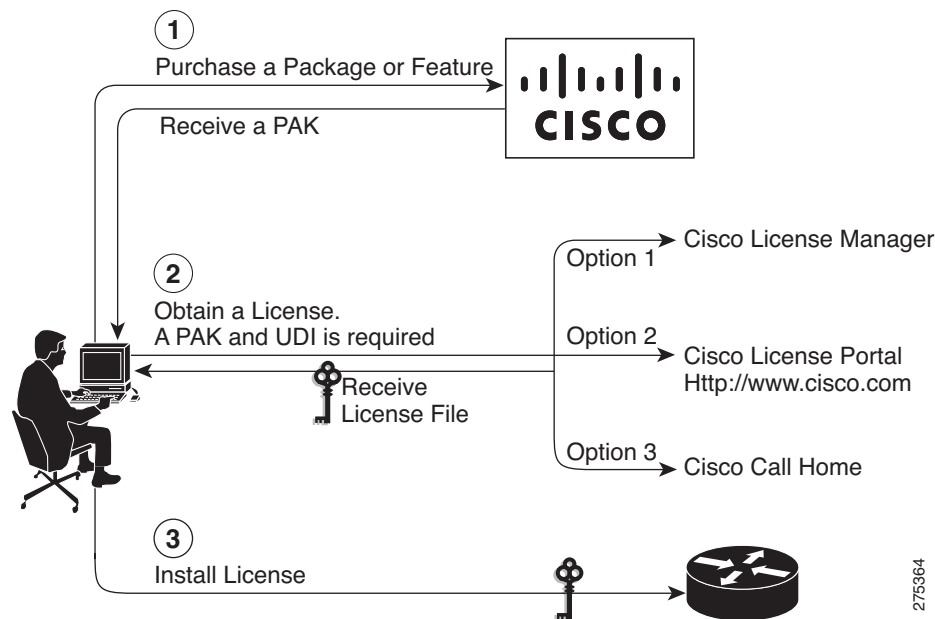 1
Purchase a Package or Feature
CISCO
Receive a PAK
Cisco License Manager
Option 1
2
Obtain a License.
A PAK and UDI is required
Option 2
Cisco License Portal
Http://www.cisco.com
Receive
License File
Option 3
Cisco Call Home
3
Install License
275364